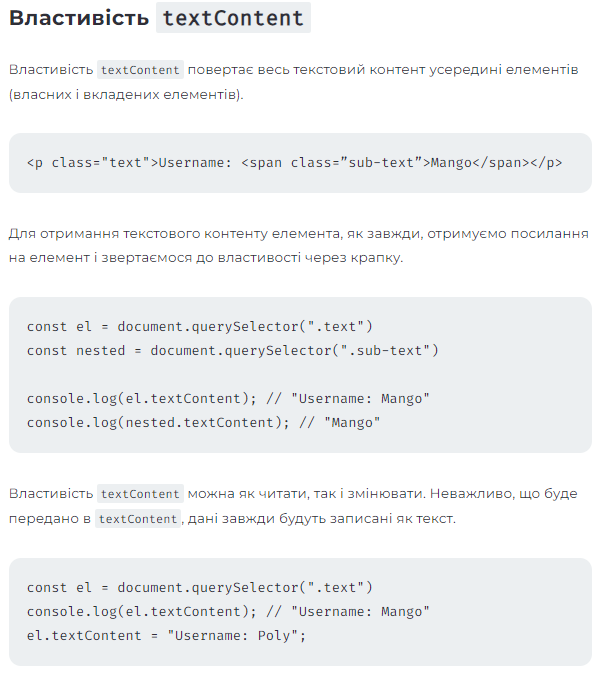 Властивість textContent
Властивість textContent повертає весь текстовий контент усередині елементів
(власних і вкладених елементів).
<p class="text">Username: <span class=”sub-text”>Mango</span></p>
Для отримання текстового контенту елемента, як завжди, отримуємо посилання
на елемент і звертаємося до властивості через крапку.
const el = document.querySelector(".text")
const nested = document.querySelector(".sub-text")
console.log(el.textContent); // "Username: Mango"
console.log(nested.textContent); // "Mango"
Властивість textContent можна як читати, так і змінювати. Неважливо, що буде
передано в textContent, дані завжди будуть записані як текст.
const el = document.querySelector(".text")
console.log(el.textContent); // "Username: Mango"
el.textContent = "Username: Poly";